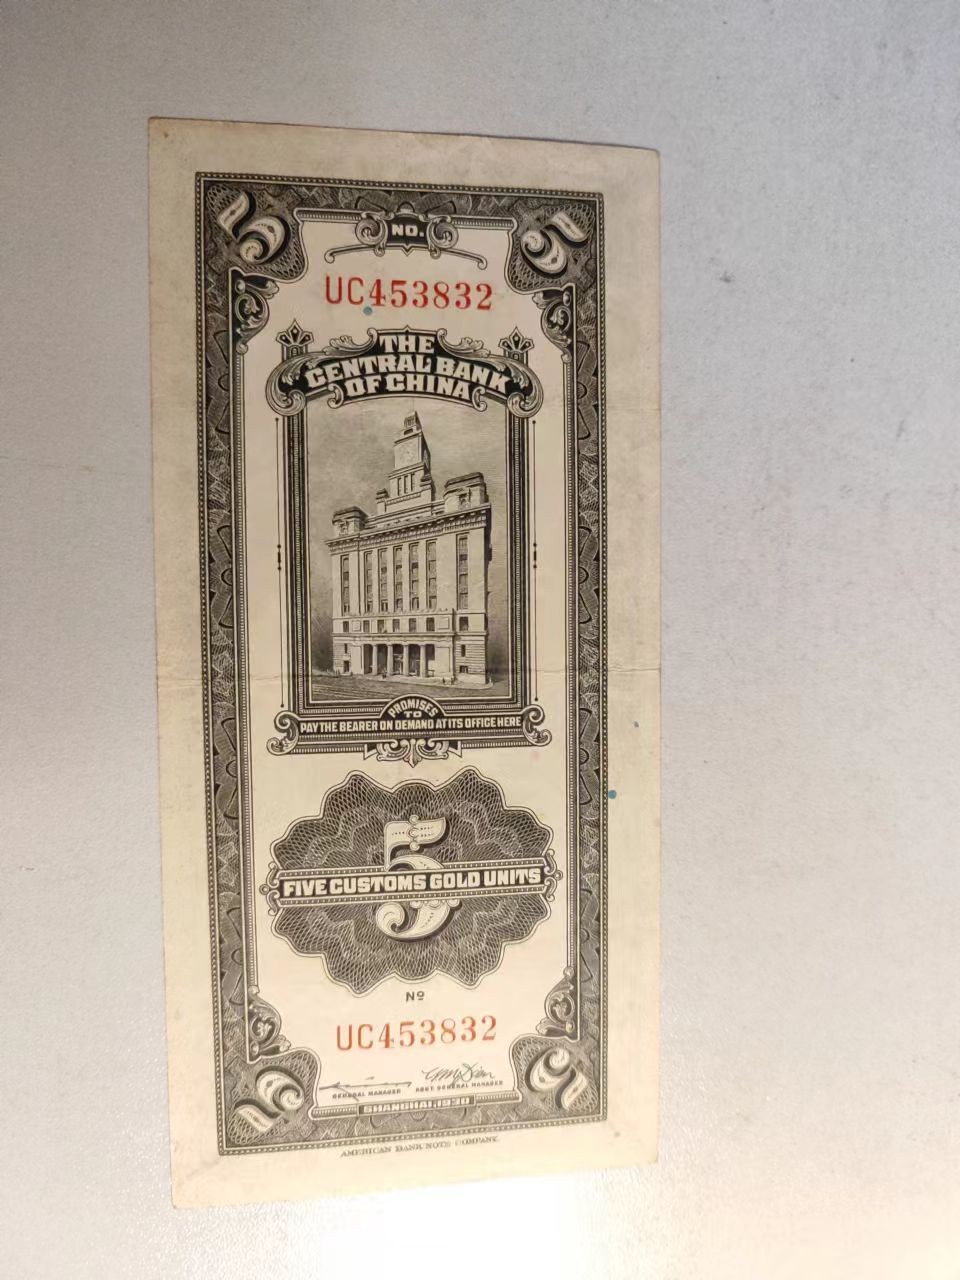 5 5
NO.
UC453832
THE
CENTRAL BANK
OF CHINA
PROMISES
TO
PAY THE BEARER ON DEMAND AT ITS OFFICE HERE
5
FIVE CUSTOMS GOLD UNITS
Nº
UC453832
GENERAL MANAGER ASST. GENERAL MANAGER
5 5
SHANGHAI, 1930
AMERICAN BANK NOTE COMPANY.